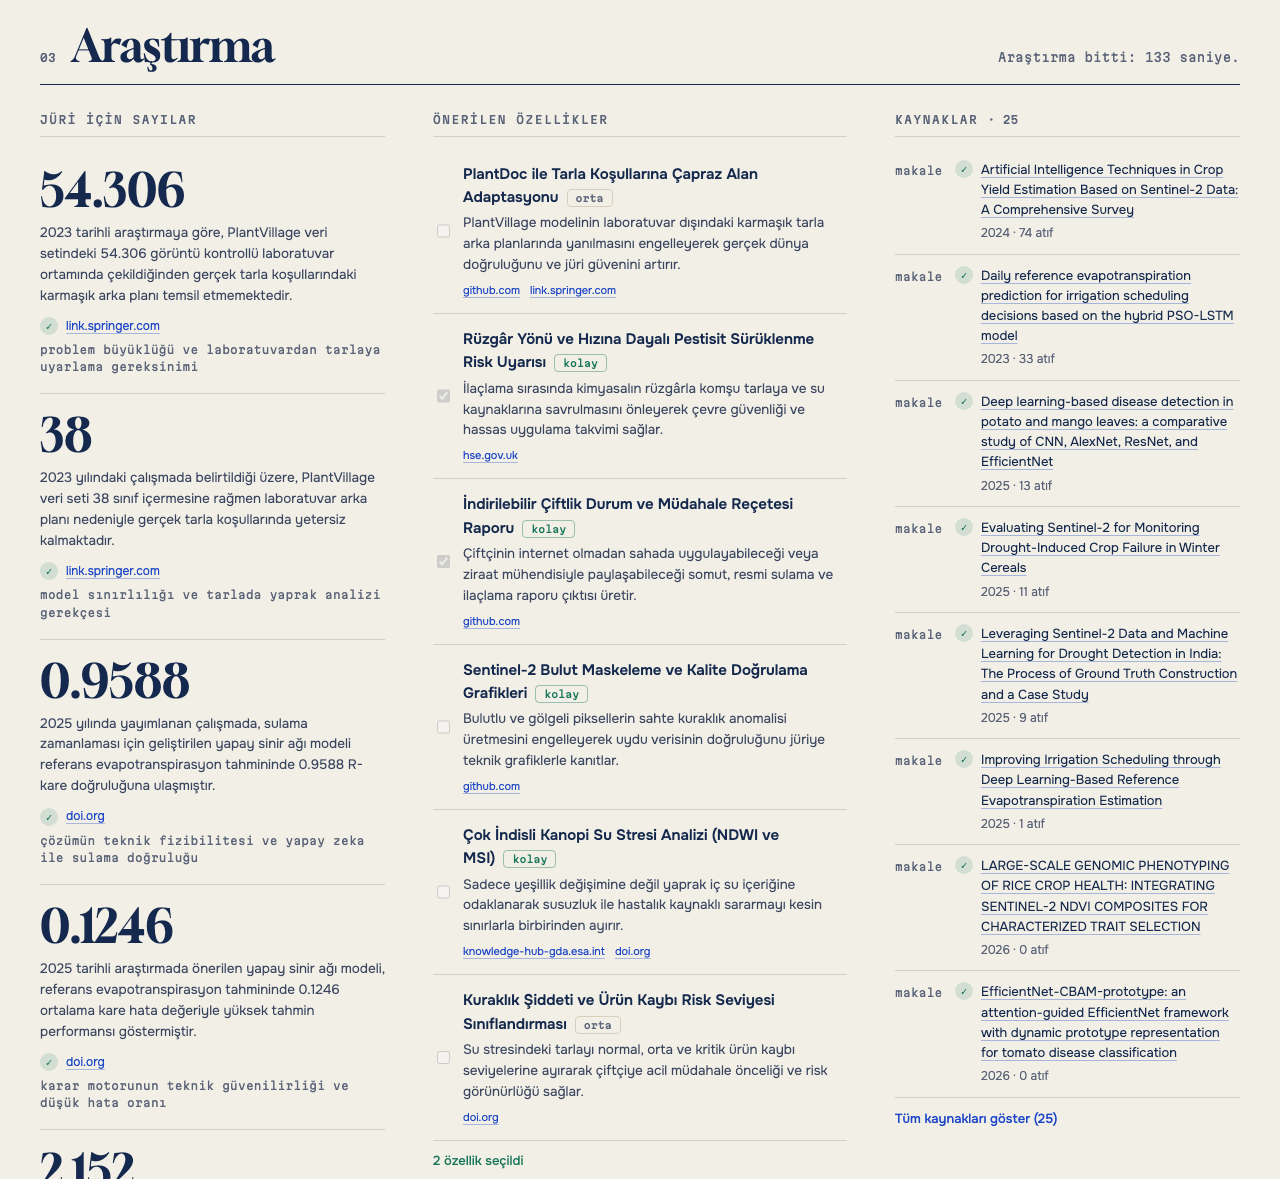 03 Araştırma
Araştırma bitti: 133 saniye.
JÜRİ İÇİN SAYILAR
54.306
2023 tarihli araştırmaya göre, PlantVillage veri
setindeki 54.306 görüntü kontrollü laboratuvar
ortamında çekildiğinden gerçek tarla koşullarındaki
karmaşık arka planı temsil etmemektedir.
✓ link.springer.com
problem büyüklüğü ve laboratuvardan tarlaya
uyarlama gereksinimi
38
2023 yılındaki çalışmada belirtildiği üzere, PlantVillage
veri seti 38 sınıf içermesine rağmen laboratuvar arka
planı nedeniyle gerçek tarla koşullarında yetersiz
kalmaktadır.
✓ link.springer.com
model sınırlılığı ve tarlada yaprak analizi
gerekçesi
0.9588
2025 yılında yayımlanan çalışmada, sulama
zamanlaması için geliştirilen yapay sinir ağı modeli
referans evapotranspirasyon tahmininde 0.9588 R-
kare doğruluğuna ulaşmıştır.
✓ doi.org
çözümün teknik fizibilitesi ve yapay zeka
ile sulama doğruluğu
0.1246
2025 tarihli araştırmada önerilen yapay sinir ağı modeli,
referans evapotranspirasyon tahmininde 0.1246
ortalama kare hata değeriyle yüksek tahmin
performansı göstermiştir.
✓ doi.org
karar motorunun teknik güvenilirliği ve
düşük hata oranı
2.152
ÖNERİLEN ÖZELLİKLER
PlantDoc ile Tarla Koşullarına Çapraz Alan
Adaptasyonu orta
PlantVillage modelinin laboratuvar dışındaki karmaşık tarla
arka planlarında yanılmasını engelleyerek gerçek dünya
doğruluğunu ve jüri güvenini artırır.
github.com link.springer.com
Rüzgâr Yönü ve Hızına Dayalı Pestisit Sürüklenme
Risk Uyarısı kolay
İlaçlama sırasında kimyasalın rüzgârla komşu tarlaya ve su
kaynaklarına savrulmasını önleyerek çevre güvenliği ve
hassas uygulama takvimi sağlar.
hse.gov.uk
İndirilebilir Çiftlik Durum ve Müdahale Reçetesi
Raporu kolay
Çiftçinin internet olmadan sahada uygulayabileceği veya
ziraat mühendisiyle paylaşabileceği somut, resmi sulama ve
ilaçlama raporu çıktısı üretir.
github.com
Sentinel-2 Bulut Maskeleme ve Kalite Doğrulama
Grafikleri kolay
Bulutlu ve gölgeli piksellerin sahte kuraklık anomalisi
üretmesini engelleyerek uydu verisinin doğruluğunu jüriye
teknik grafiklerle kanıtlar.
github.com
Çok İndisli Kanopi Su Stresi Analizi (NDWI ve
MSI) kolay
Sadece yeşillik değişimine değil yaprak iç su içeriğine
odaklanarak susuzluk ile hastalık kaynaklı sararmayı kesin
sınırlarla birbirinden ayırır.
knowledge-hub-gda.esa.int doi.org
Kuraklık Şiddeti ve Ürün Kaybı Risk Seviyesi
Sınıflandırması orta
Su stresindeki tarlayı normal, orta ve kritik ürün kaybı
seviyelerine ayırarak çiftçiye acil müdahale önceliği ve risk
görünürlüğü sağlar.
doi.org
2 özellik seçildi
KAYNAKLAR · 25
makale ✓ Artificial Intelligence Techniques in Crop
Yield Estimation Based on Sentinel-2 Data:
A Comprehensive Survey
2024 · 74 atıf
makale ✓ Daily reference evapotranspiration
prediction for irrigation scheduling
decisions based on the hybrid PSO-LSTM
model
2023 · 33 atıf
makale ✓ Deep learning-based disease detection in
potato and mango leaves: a comparative
study of CNN, AlexNet, ResNet, and
EfficientNet
2025 · 13 atıf
makale ✓ Evaluating Sentinel-2 for Monitoring
Drought-Induced Crop Failure in Winter
Cereals
2025 · 11 atıf
makale ✓ Leveraging Sentinel-2 Data and Machine
Learning for Drought Detection in India:
The Process of Ground Truth Construction
and a Case Study
2025 · 9 atıf
makale ✓ Improving Irrigation Scheduling through
Deep Learning-Based Reference
Evapotranspiration Estimation
2025 · 1 atıf
makale ✓ LARGE-SCALE GENOMIC PHENOTYPING
OF RICE CROP HEALTH: INTEGRATING
SENTINEL-2 NDVI COMPOSITES FOR
CHARACTERIZED TRAIT SELECTION
2026 · 0 atıf
makale ✓ EfficientNet-CBAM-prototype: an
attention-guided EfficientNet framework
with dynamic prototype representation
for tomato disease classification
2026 · 0 atıf
Tüm kaynakları göster (25)